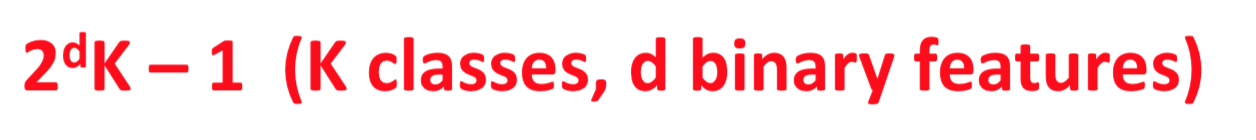 2ᵈK – 1 (K classes, d binary features)